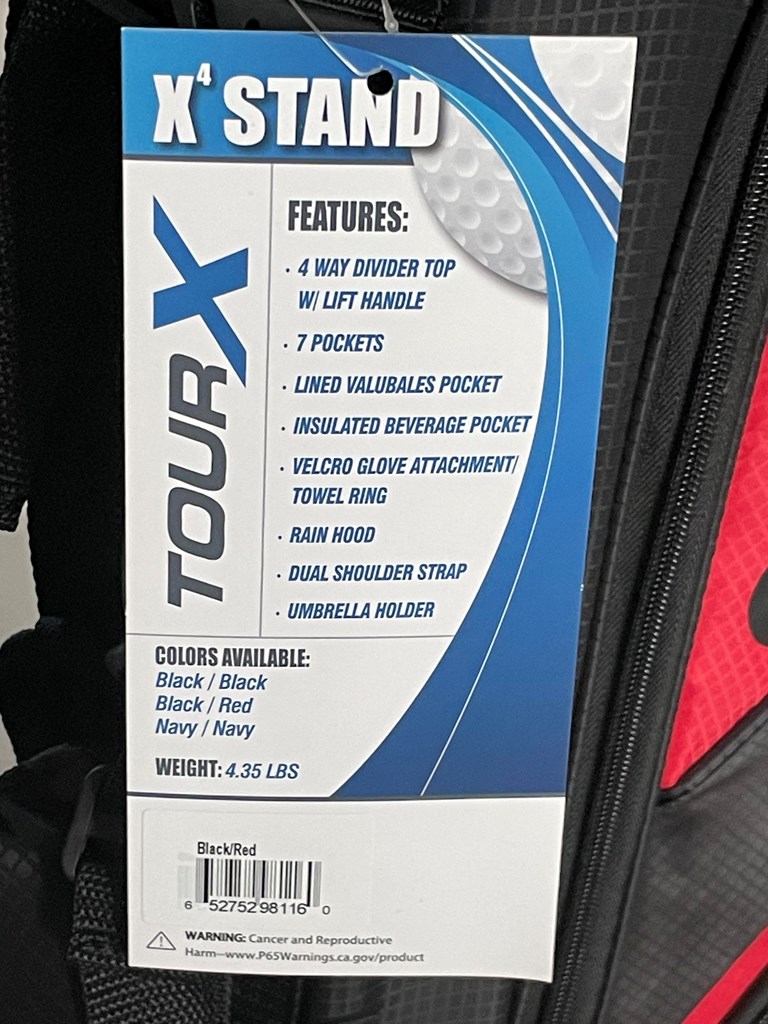 X⁴ STAND
TOUR X
FEATURES:
· 4 WAY DIVIDER TOP
W/ LIFT HANDLE
· 7 POCKETS
· LINED VALUBALES POCKET
· INSULATED BEVERAGE POCKET
· VELCRO GLOVE ATTACHMENT/
TOWEL RING
· RAIN HOOD
· DUAL SHOULDER STRAP
· UMBRELLA HOLDER
COLORS AVAILABLE:
Black / Black
Black / Red
Navy / Navy
WEIGHT: 4.35 LBS
Black/Red
6 52752 98116 0
WARNING: Cancer and Reproductive
Harm—www.P65Warnings.ca.gov/product